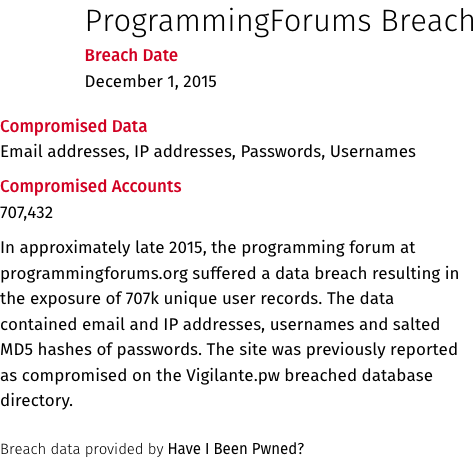 ProgrammingForums Breach
Breach Date
December 1, 2015
Compromised Data
Email addresses, IP addresses, Passwords, Usernames
Compromised Accounts
707,432
In approximately late 2015, the programming forum at
programmingforums.org suffered a data breach resulting in
the exposure of 707k unique user records. The data
contained email and IP addresses, usernames and salted
MD5 hashes of passwords. The site was previously reported
as compromised on the Vigilante.pw breached database
directory.
Breach data provided by Have I Been Pwned?